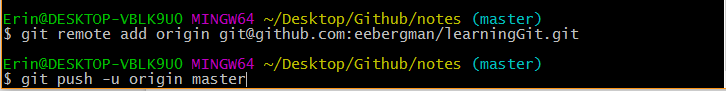 Erin@DESKTOP-VBLK9U0 MINGW64 ~/Desktop/Github/notes (master)
$ git remote add origin git@github.com:eebergman/learningGit.git
Erin@DESKTOP-VBLK9U0 MINGW64 ~/Desktop/Github/notes (master)
$ git push -u origin master